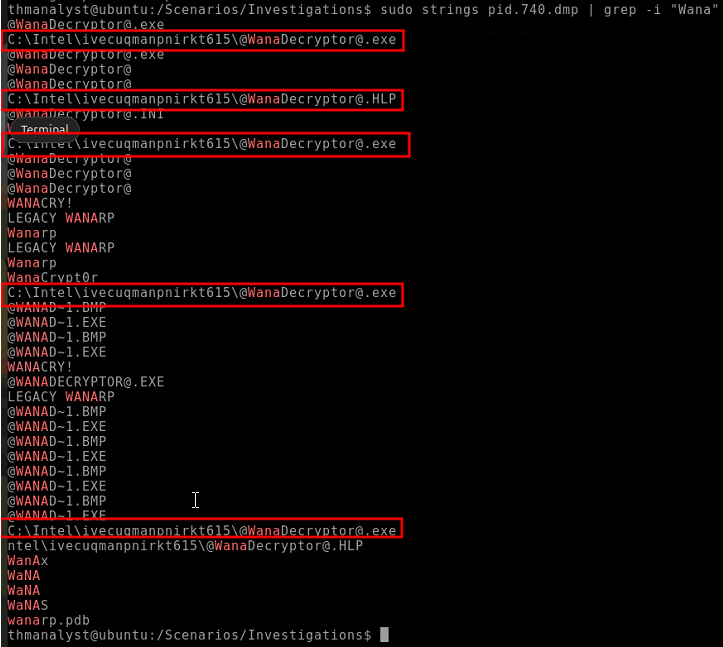 thmanalyst@ubuntu:/Scenarios/Investigations$ sudo strings pid.740.dmp | grep -i "Wana"
@WanaDecryptor@.exe
C:\Intel\ivecuqmanpnirkt615\@WanaDecryptor@.exe
@WanaDecryptor@.exe
@WanaDecryptor@
@WanaDecryptor@
C:\Intel\ivecuqmanpnirkt615\@WanaDecryptor@.HLP
@WanaDecryptor@.INI
Terminal
C:\Intel\ivecuqmanpnirkt615\@WanaDecryptor@.exe
@WanaDecryptor@
@WanaDecryptor@
@WanaDecryptor@
WANACRY!
LEGACY WANARP
Wanarp
LEGACY WANARP
Wanarp
WanaCrypt0r
C:\Intel\ivecuqmanpnirkt615\@WanaDecryptor@.exe
@WANAD~1.BMP
@WANAD~1.EXE
@WANAD~1.BMP
@WANAD~1.EXE
WANACRY!
@WANADECRYPTOR@.EXE
LEGACY WANARP
@WANAD~1.BMP
@WANAD~1.EXE
@WANAD~1.BMP
@WANAD~1.EXE
@WANAD~1.BMP
@WANAD~1.EXE
@WANAD~1.BMP
@WANAD~1.EXE
C:\Intel\ivecuqmanpnirkt615\@WanaDecryptor@.exe
ntel\ivecuqmanpnirkt615\@WanaDecryptor@.HLP
WanAx
WaNA
WaNA
WaNAS
wanarp.pdb
thmanalyst@ubuntu:/Scenarios/Investigations$